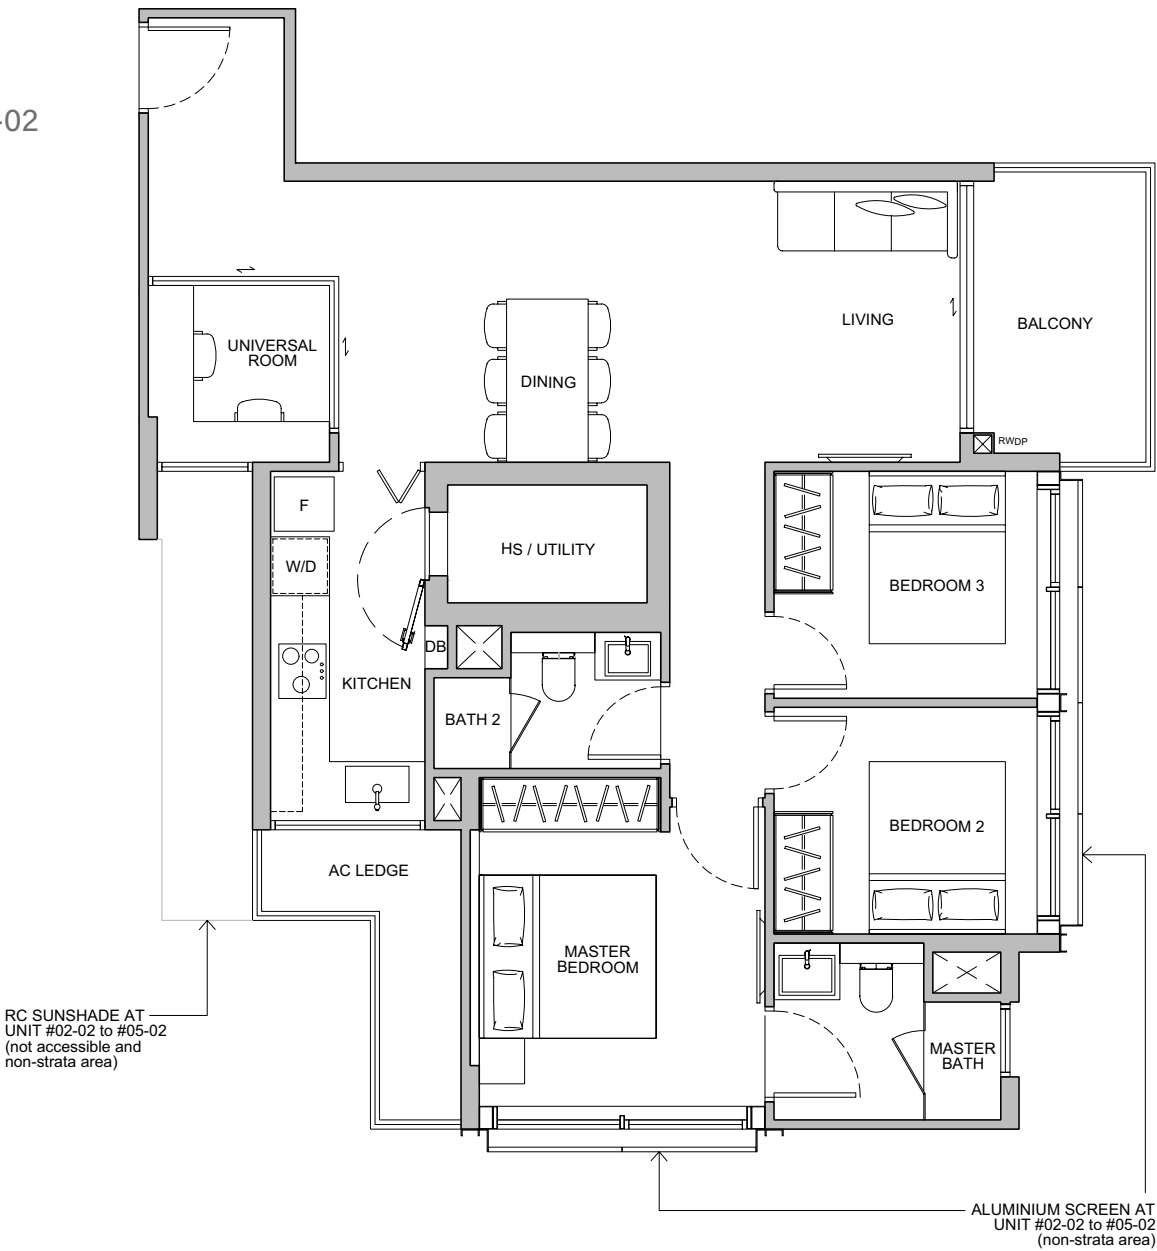 -02
LIVING
BALCONY
UNIVERSAL
ROOM
DINING
RWDP
F
HS / UTILITY
W/D
BEDROOM 3
DB
KITCHEN
BATH 2
BEDROOM 2
AC LEDGE
MASTER
BEDROOM
RC SUNSHADE AT
UNIT #02-02 to #05-02
(not accessible and
non-strata area)
MASTER
BATH
ALUMINIUM SCREEN AT
UNIT #02-02 to #05-02
(non-strata area)